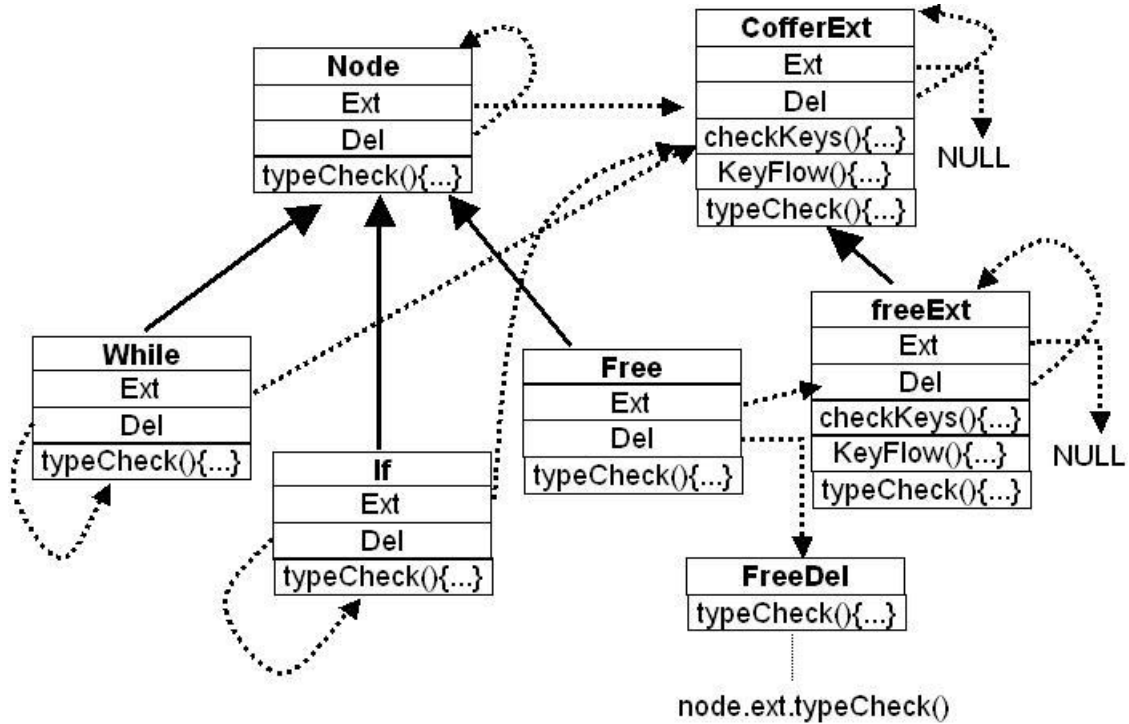 Node
Ext
Del
typeCheck(){...}
CofferExt
Ext
Del
checkKeys(){...}
KeyFlow(){...}
typeCheck(){...}
NULL
While
Ext
Del
typeCheck(){...}
If
Ext
Del
typeCheck(){...}
Free
Ext
Del
typeCheck(){...}
freeExt
Ext
Del
checkKeys(){...}
KeyFlow(){...}
typeCheck(){...}
NULL
FreeDel
typeCheck(){...}
node.ext.typeCheck()